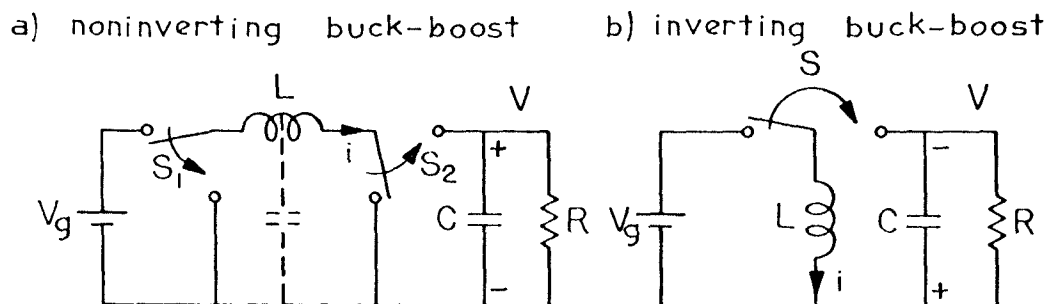 a) noninverting buck-boost
b) inverting buck-boost
L
V
S1
i
S2
+
Vg
C
R
-
S
V
-
Vg
L
C
R
i
+